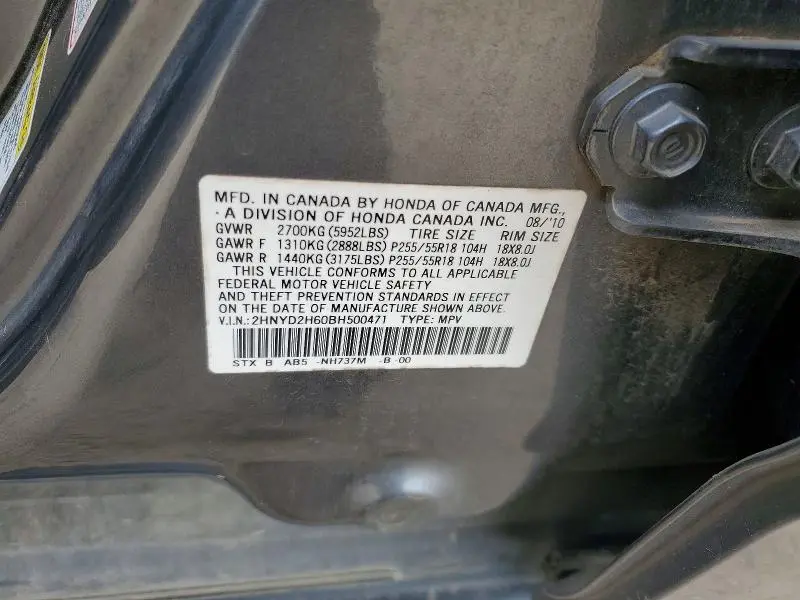 MFD. IN CANADA BY HONDA OF CANADA MFG.,
· A DIVISION OF HONDA CANADA INC. 08/'10
GVWR 2700KG (5952LBS) TIRE SIZE RIM SIZE
GAWR F 1310KG (2888LBS) P255/55R18 104H 18X8.0J
GAWR R 1440KG (3175LBS) P255/55R18 104H 18X8.0J
THIS VEHICLE CONFORMS TO ALL APPLICABLE
FEDERAL MOTOR VEHICLE SAFETY
AND THEFT PREVENTION STANDARDS IN EFFECT
ON THE DATE OF MANUFACTURE SHOWN ABOVE.
V.I.N.: 2HNYD2H60BH500471 TYPE: MPV
STX B AB5 -NH737M -B -00